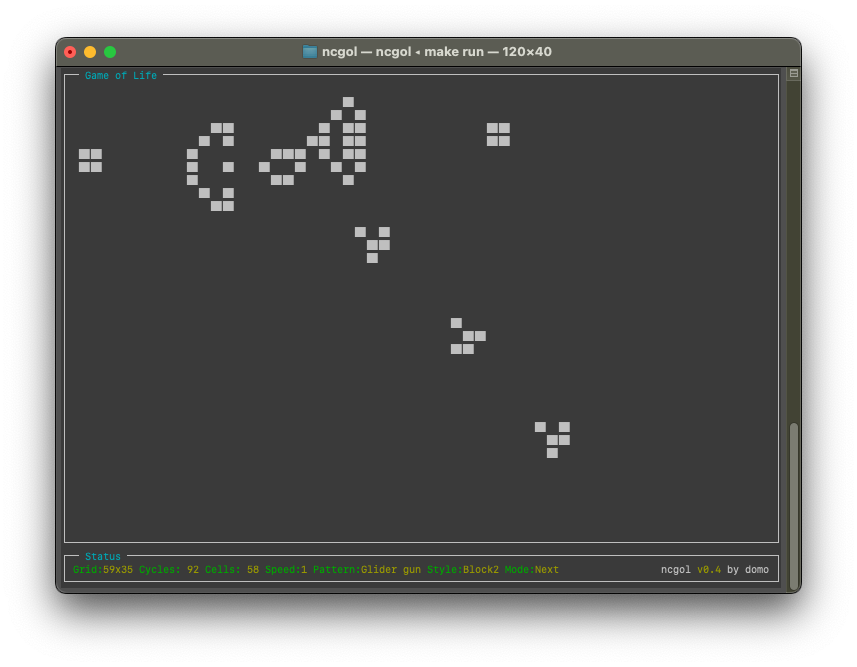 ncgol — ncgol ◂ make run — 120×40
Game of Life
Status
Grid:59x35 Cycles: 92 Cells: 58 Speed:1 Pattern:Glider gun Style:Block2 Mode:Next ncgol v0.4 by domo